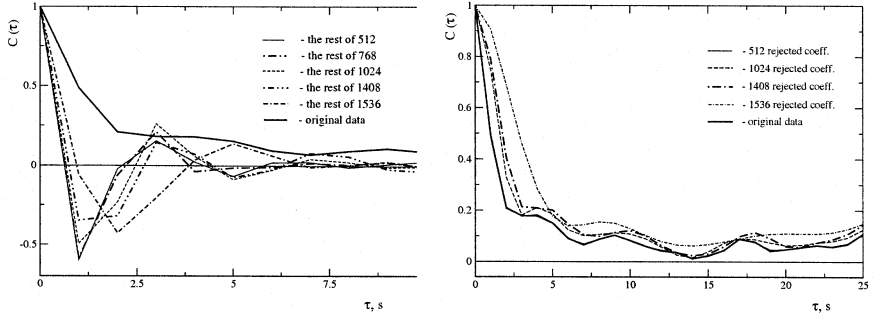 C (τ)
1
0.5
0
-0.5
0
2.5
5
7.5
τ, s
- the rest of 512
- the rest of 768
- the rest of 1024
- the rest of 1408
- the rest of 1536
- original data
C (τ)
1
0.8
0.6
0.4
0.2
0
0
5
10
15
20
25
τ, s
- 512 rejected coeff.
- 1024 rejected coeff.
- 1408 rejected coeff.
- 1536 rejected coeff.
- original data